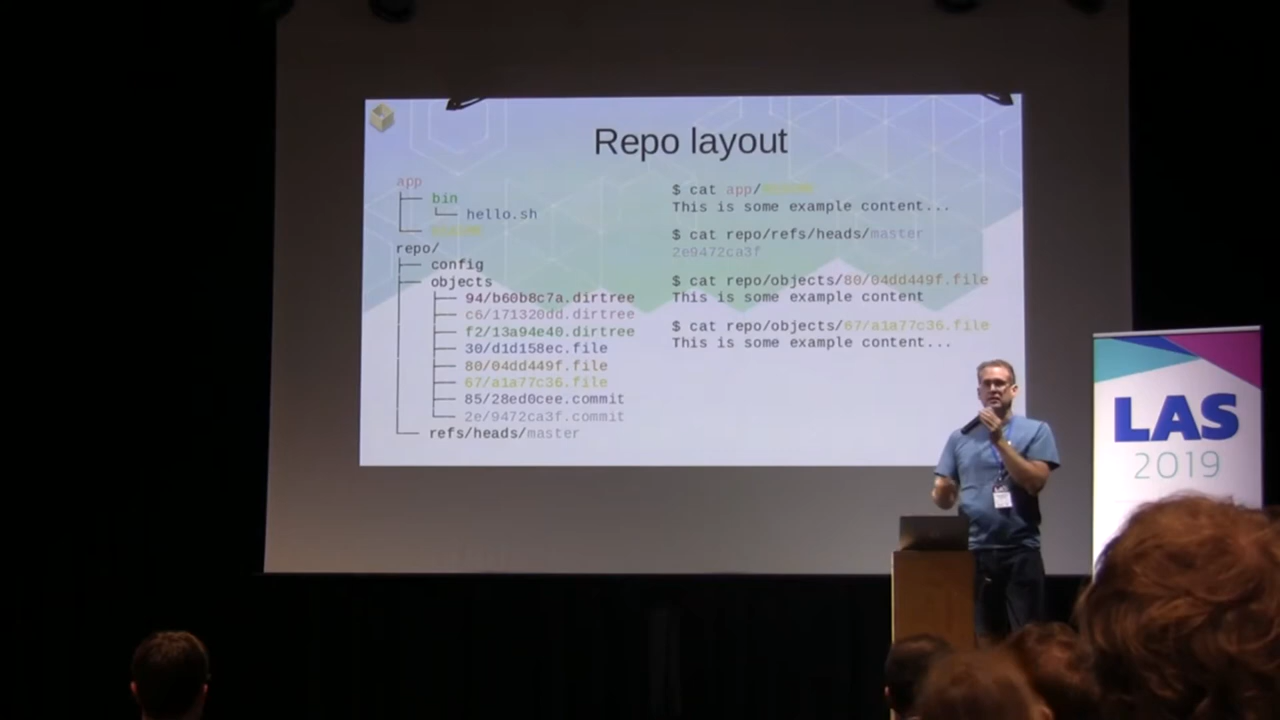 Repo layout
app
├── bin
│   └── hello.sh
└──
repo/
├── config
├── objects
│   ├── 94/b60b8c7a.dirtree
│   ├── c6/171320dd.dirtree
│   ├── f2/13a94e40.dirtree
│   ├── 30/d1d158ec.file
│   ├── 80/04dd449f.file
│   ├── 67/a1a77c36.file
│   ├── 85/28ed0cee.commit
│   └── 2e/9472ca3f.commit
└── refs/heads/master
$ cat app/
This is some example content...
$ cat repo/refs/heads/master
2e9472ca3f
$ cat repo/objects/80/04dd449f.file
This is some example content
$ cat repo/objects/67/a1a77c36.file
This is some example content...
LAS
2019